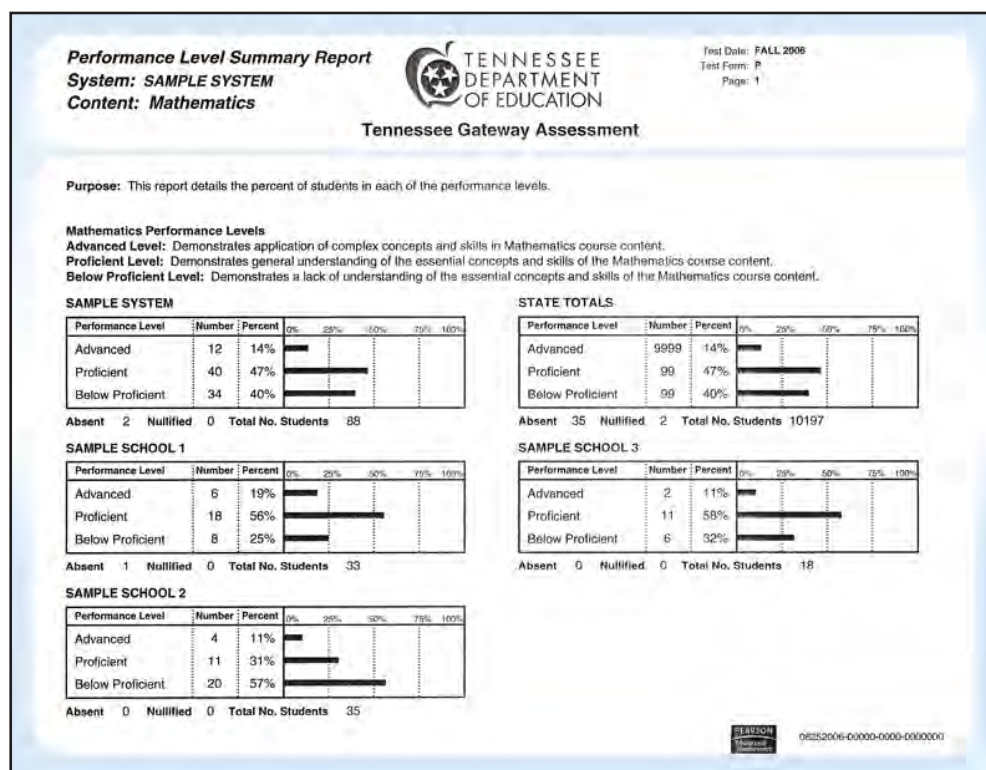 Performance Level Summary Report
System: SAMPLE SYSTEM
Content: Mathematics
TENNESSEE
DEPARTMENT
OF EDUCATION
Test Date: FALL 2006
Test Form: P
Page: 1
Tennessee Gateway Assessment
Purpose: This report details the percent of students in each of the performance levels.
Mathematics Performance Levels
Advanced Level: Demonstrates application of complex concepts and skills in Mathematics course content.
Proficient Level: Demonstrates general understanding of the essential concepts and skills of the Mathematics course content.
Below Proficient Level: Demonstrates a lack of understanding of the essential concepts and skills of the Mathematics course content.
SAMPLE SYSTEM
Performance Level Number Percent 0% 25% 50% 75% 100%
Advanced 12 14%
Proficient 40 47%
Below Proficient 34 40%
Absent 2 Nullified 0 Total No. Students 88
STATE TOTALS
Performance Level Number Percent 0% 25% 50% 75% 100%
Advanced 9999 14%
Proficient 99 47%
Below Proficient 99 40%
Absent 35 Nullified 2 Total No. Students 10197
SAMPLE SCHOOL 1
Performance Level Number Percent 0% 25% 50% 75% 100%
Advanced 6 19%
Proficient 18 56%
Below Proficient 8 25%
Absent 1 Nullified 0 Total No. Students 33
SAMPLE SCHOOL 3
Performance Level Number Percent 0% 25% 50% 75% 100%
Advanced 2 11%
Proficient 11 58%
Below Proficient 6 32%
Absent 0 Nullified 0 Total No. Students 18
SAMPLE SCHOOL 2
Performance Level Number Percent 0% 25% 50% 75% 100%
Advanced 4 11%
Proficient 11 31%
Below Proficient 20 57%
Absent 0 Nullified 0 Total No. Students 35
PEARSON
06252006-00000-0000-0000000